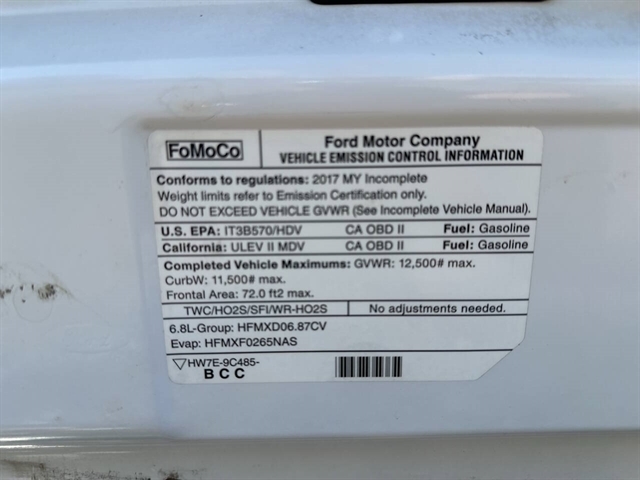 FoMoCo
Ford Motor Company
VEHICLE EMISSION CONTROL INFORMATION
Conforms to regulations: 2017 MY Incomplete
Weight limits refer to Emission Certification only.
DO NOT EXCEED VEHICLE GVWR (See Incomplete Vehicle Manual).
U.S. EPA: IT3B570/HDV CA OBD II Fuel: Gasoline
California: ULEV II MDV CA OBD II Fuel: Gasoline
Completed Vehicle Maximums: GVWR: 12,500# max.
CurbW: 11,500# max.
Frontal Area: 72.0 ft2 max.
TWC/HO2S/SFI/WR-HO2S No adjustments needed.
6.8L-Group: HFMXD06.87CV
Evap: HFMXF0265NAS
▽HW7E-9C485-
BCC